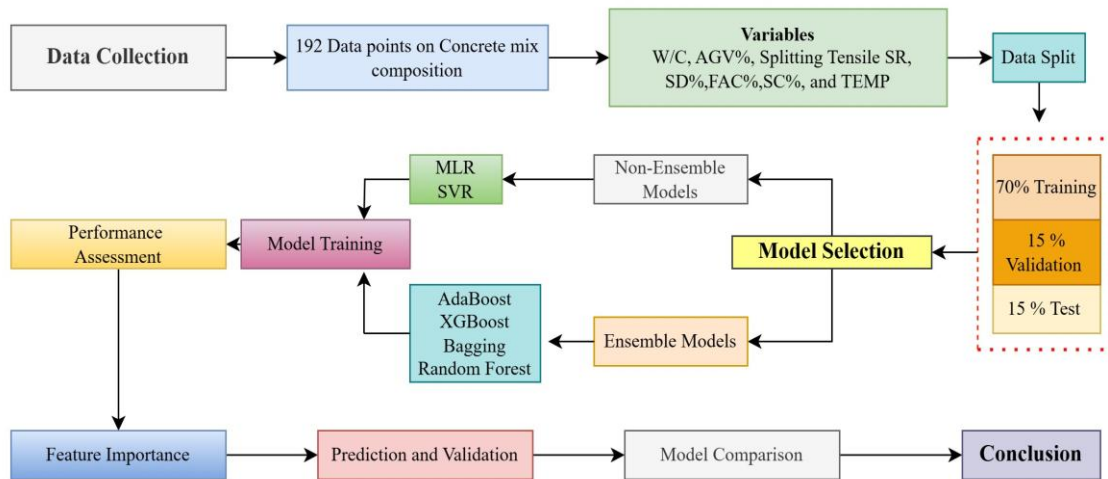 Data Collection
192 Data points on Concrete mix
composition
Variables
W/C, AGV%, Splitting Tensile SR,
SD%,FAC%,SC%, and TEMP
Data Split
70% Training
15 %
Validation
15 % Test
Model Selection
Non-Ensemble
Models
MLR
SVR
Ensemble Models
AdaBoost
XGBoost
Bagging
Random Forest
Model Training
Performance
Assessment
Feature Importance
Prediction and Validation
Model Comparison
Conclusion